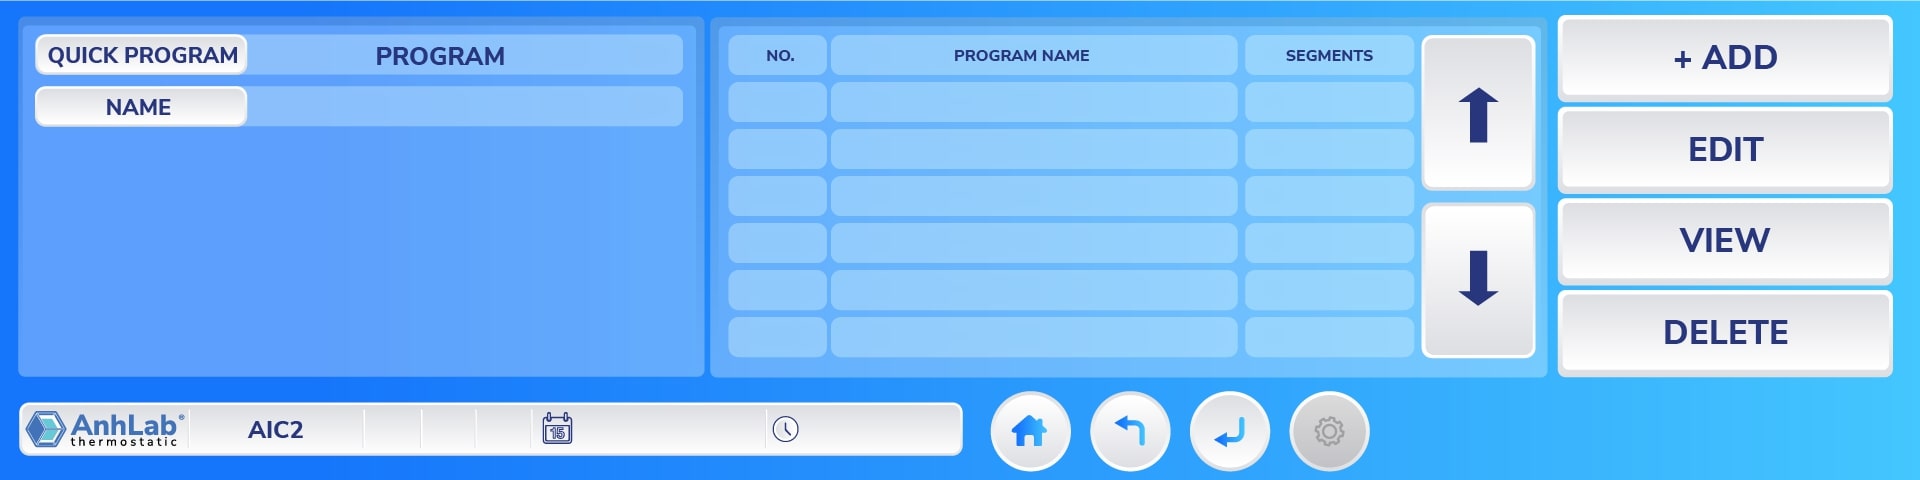 QUICK PROGRAM PROGRAM
NAME
NO. PROGRAM NAME SEGMENTS
+ ADD
EDIT
VIEW
DELETE
AnhLab®
thermostatic
AIC2
15